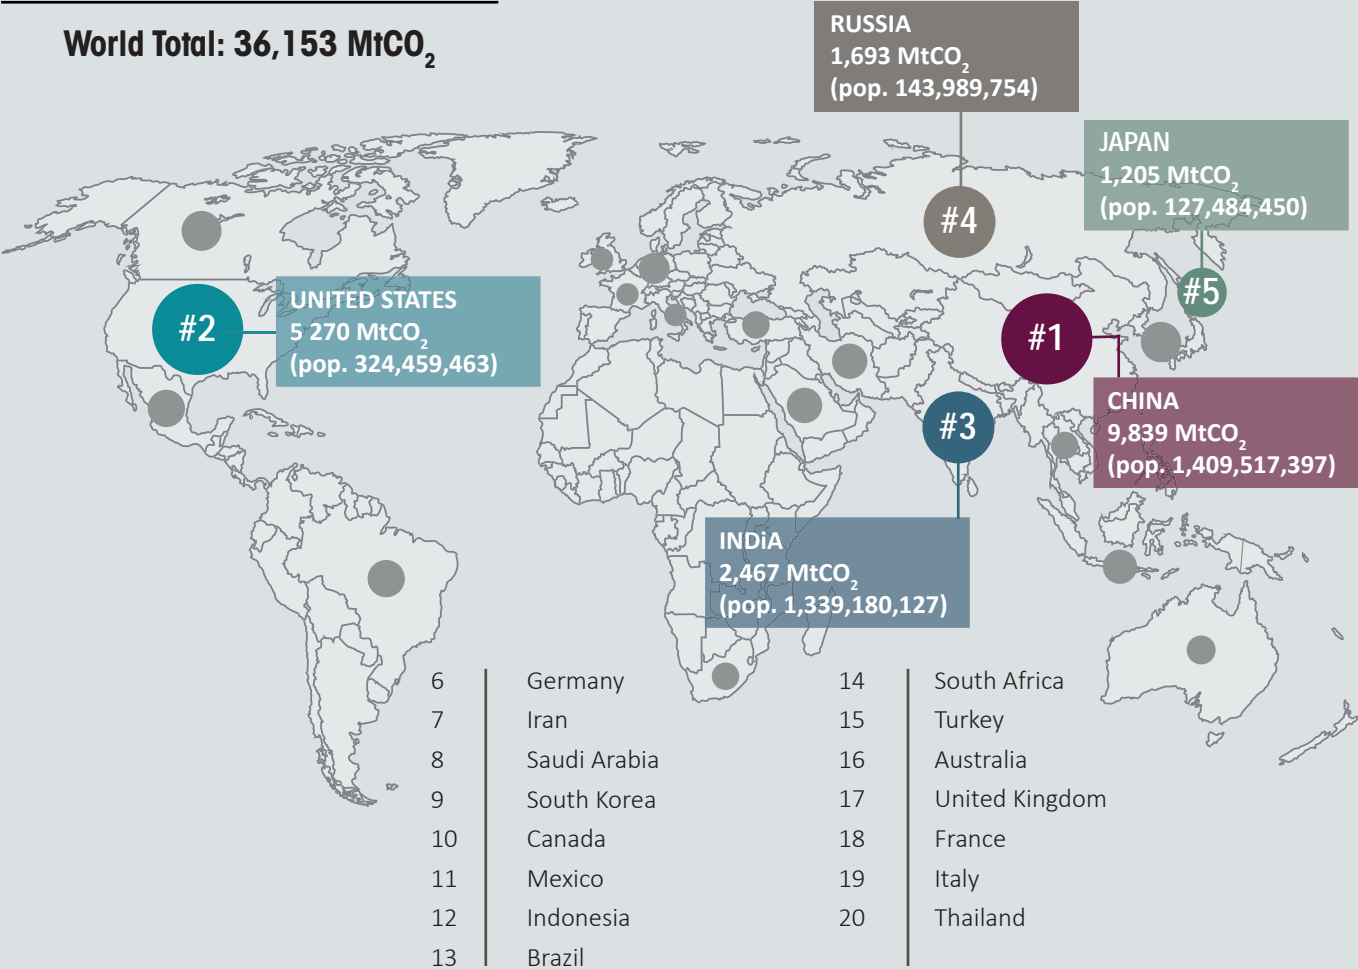 World Total: 36,153 MtCO₂
RUSSIA
1,693 MtCO₂
(pop. 143,989,754)
JAPAN
1,205 MtCO₂
(pop. 127,484,450)
#4
#5
UNITED STATES
5 270 MtCO₂
(pop. 324,459,463)
#2
#1
CHINA
9,839 MtCO₂
(pop. 1,409,517,397)
#3
INDiA
2,467 MtCO₂
(pop. 1,339,180,127)
6 Germany
7 Iran
8 Saudi Arabia
9 South Korea
10 Canada
11 Mexico
12 Indonesia
13 Brazil
14 South Africa
15 Turkey
16 Australia
17 United Kingdom
18 France
19 Italy
20 Thailand